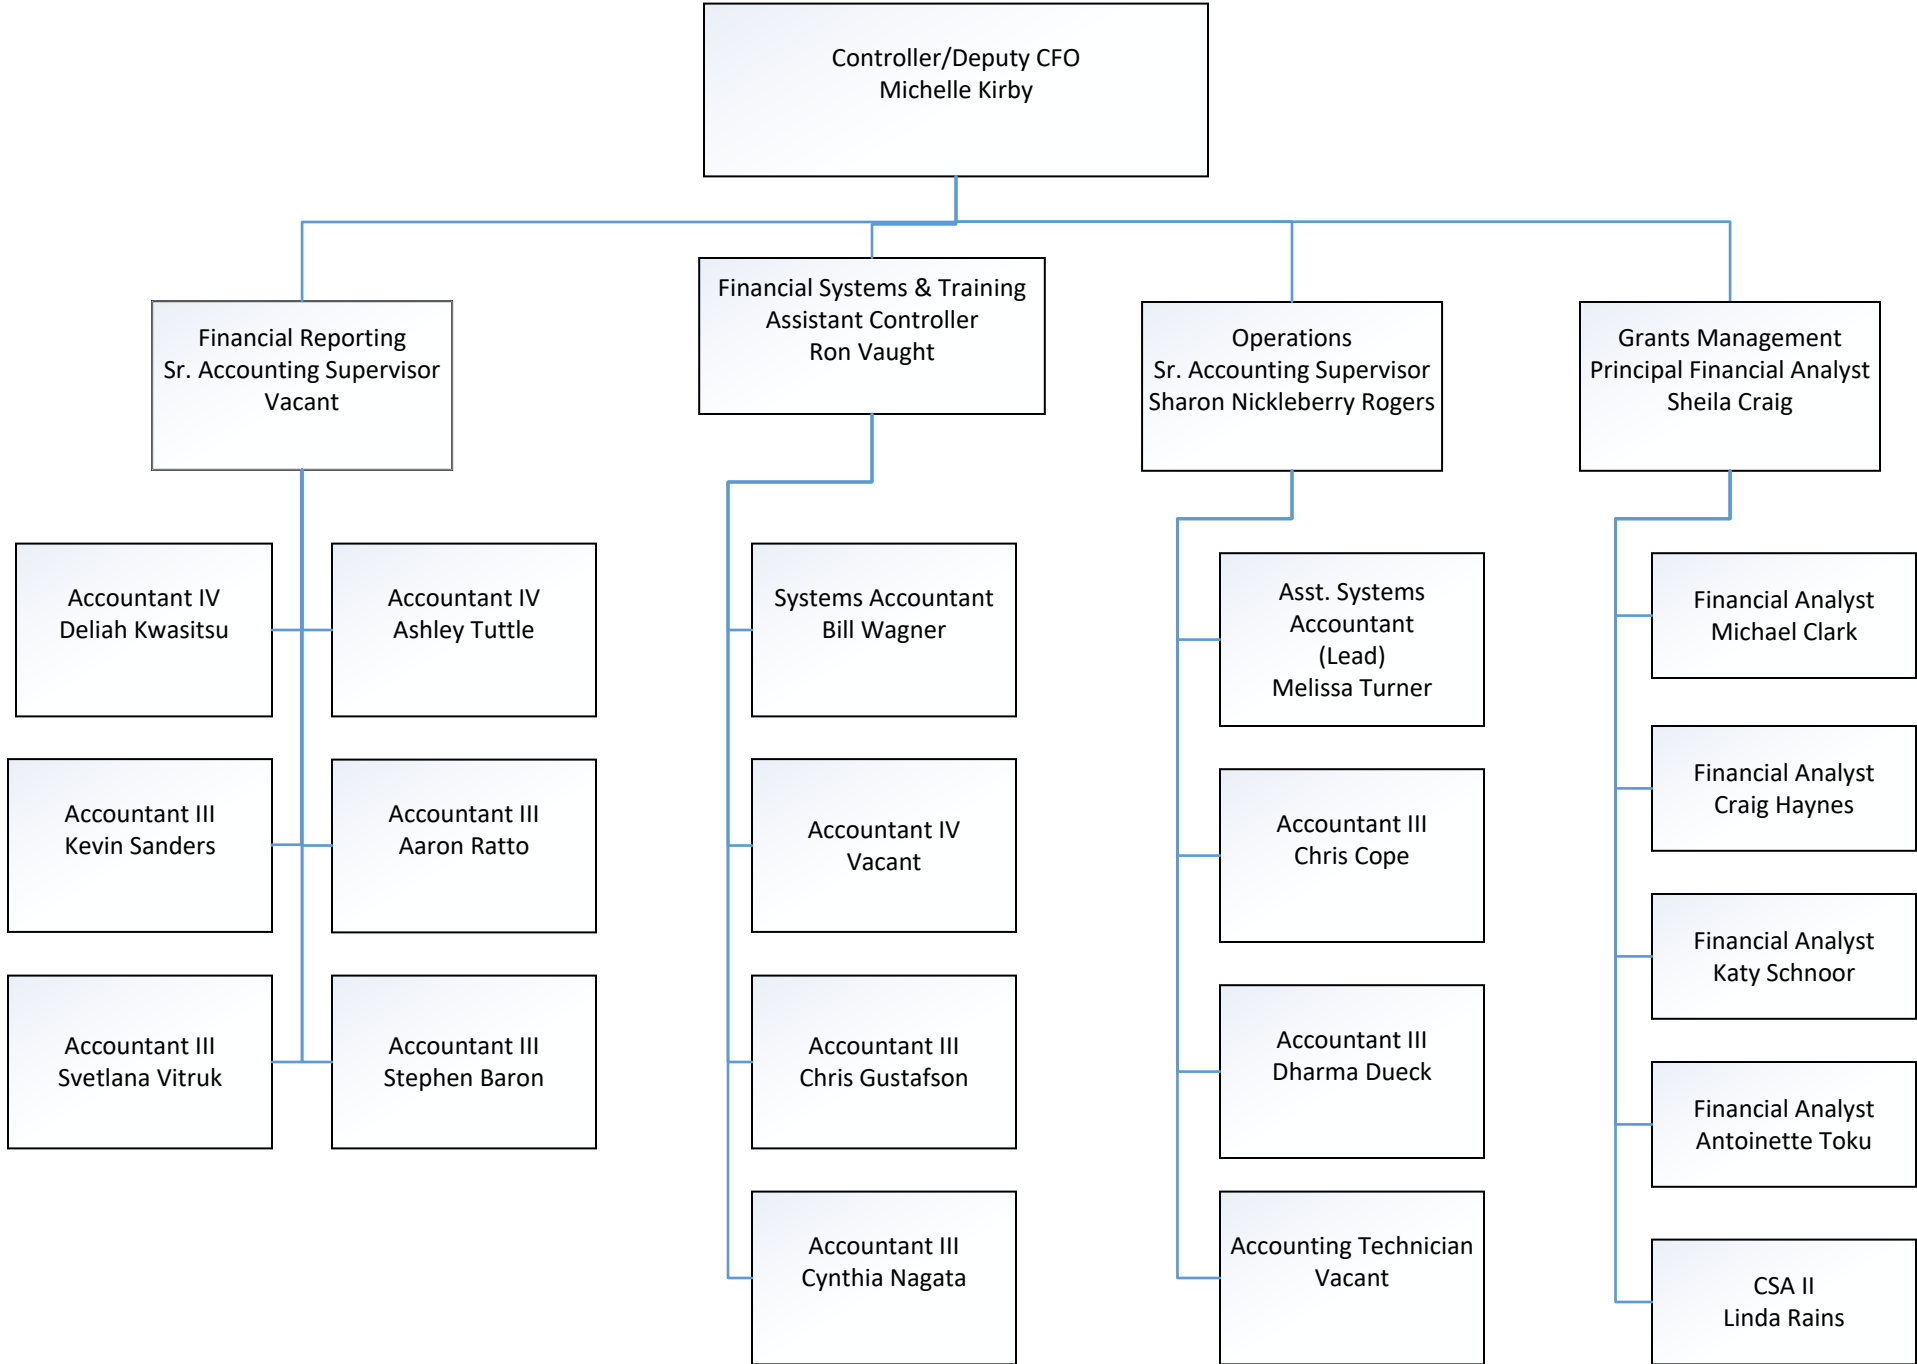 Controller/Deputy CFO
Michelle Kirby
Financial Reporting
Sr. Accounting Supervisor
Vacant
Financial Systems & Training
Assistant Controller
Ron Vaught
Operations
Sr. Accounting Supervisor
Sharon Nickleberry Rogers
Grants Management
Principal Financial Analyst
Sheila Craig
Accountant IV
Deliah Kwasitsu
Accountant IV
Ashley Tuttle
Accountant III
Kevin Sanders
Accountant III
Aaron Ratto
Accountant III
Svetlana Vitruk
Accountant III
Stephen Baron
Systems Accountant
Bill Wagner
Accountant IV
Vacant
Accountant III
Chris Gustafson
Accountant III
Cynthia Nagata
Asst. Systems
Accountant
(Lead)
Melissa Turner
Accountant III
Chris Cope
Accountant III
Dharma Dueck
Accounting Technician
Vacant
Financial Analyst
Michael Clark
Financial Analyst
Craig Haynes
Financial Analyst
Katy Schnoor
Financial Analyst
Antoinette Toku
CSA II
Linda Rains